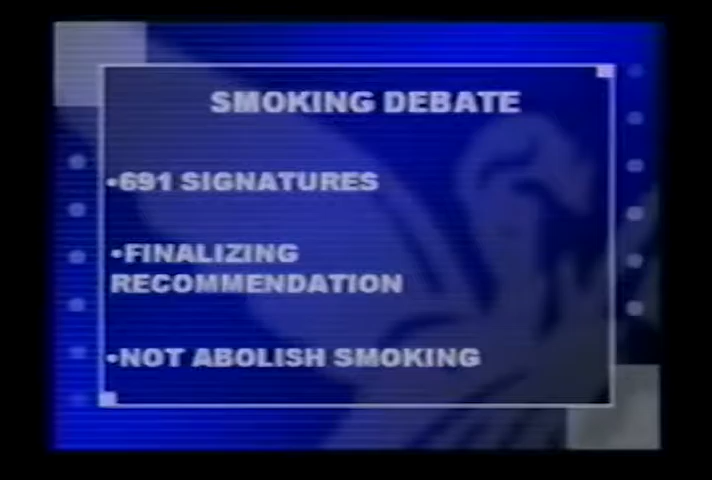 SMOKING DEBATE
•691 SIGNATURES
•FINALIZING
RECOMMENDATION
•NOT ABOLISH SMOKING